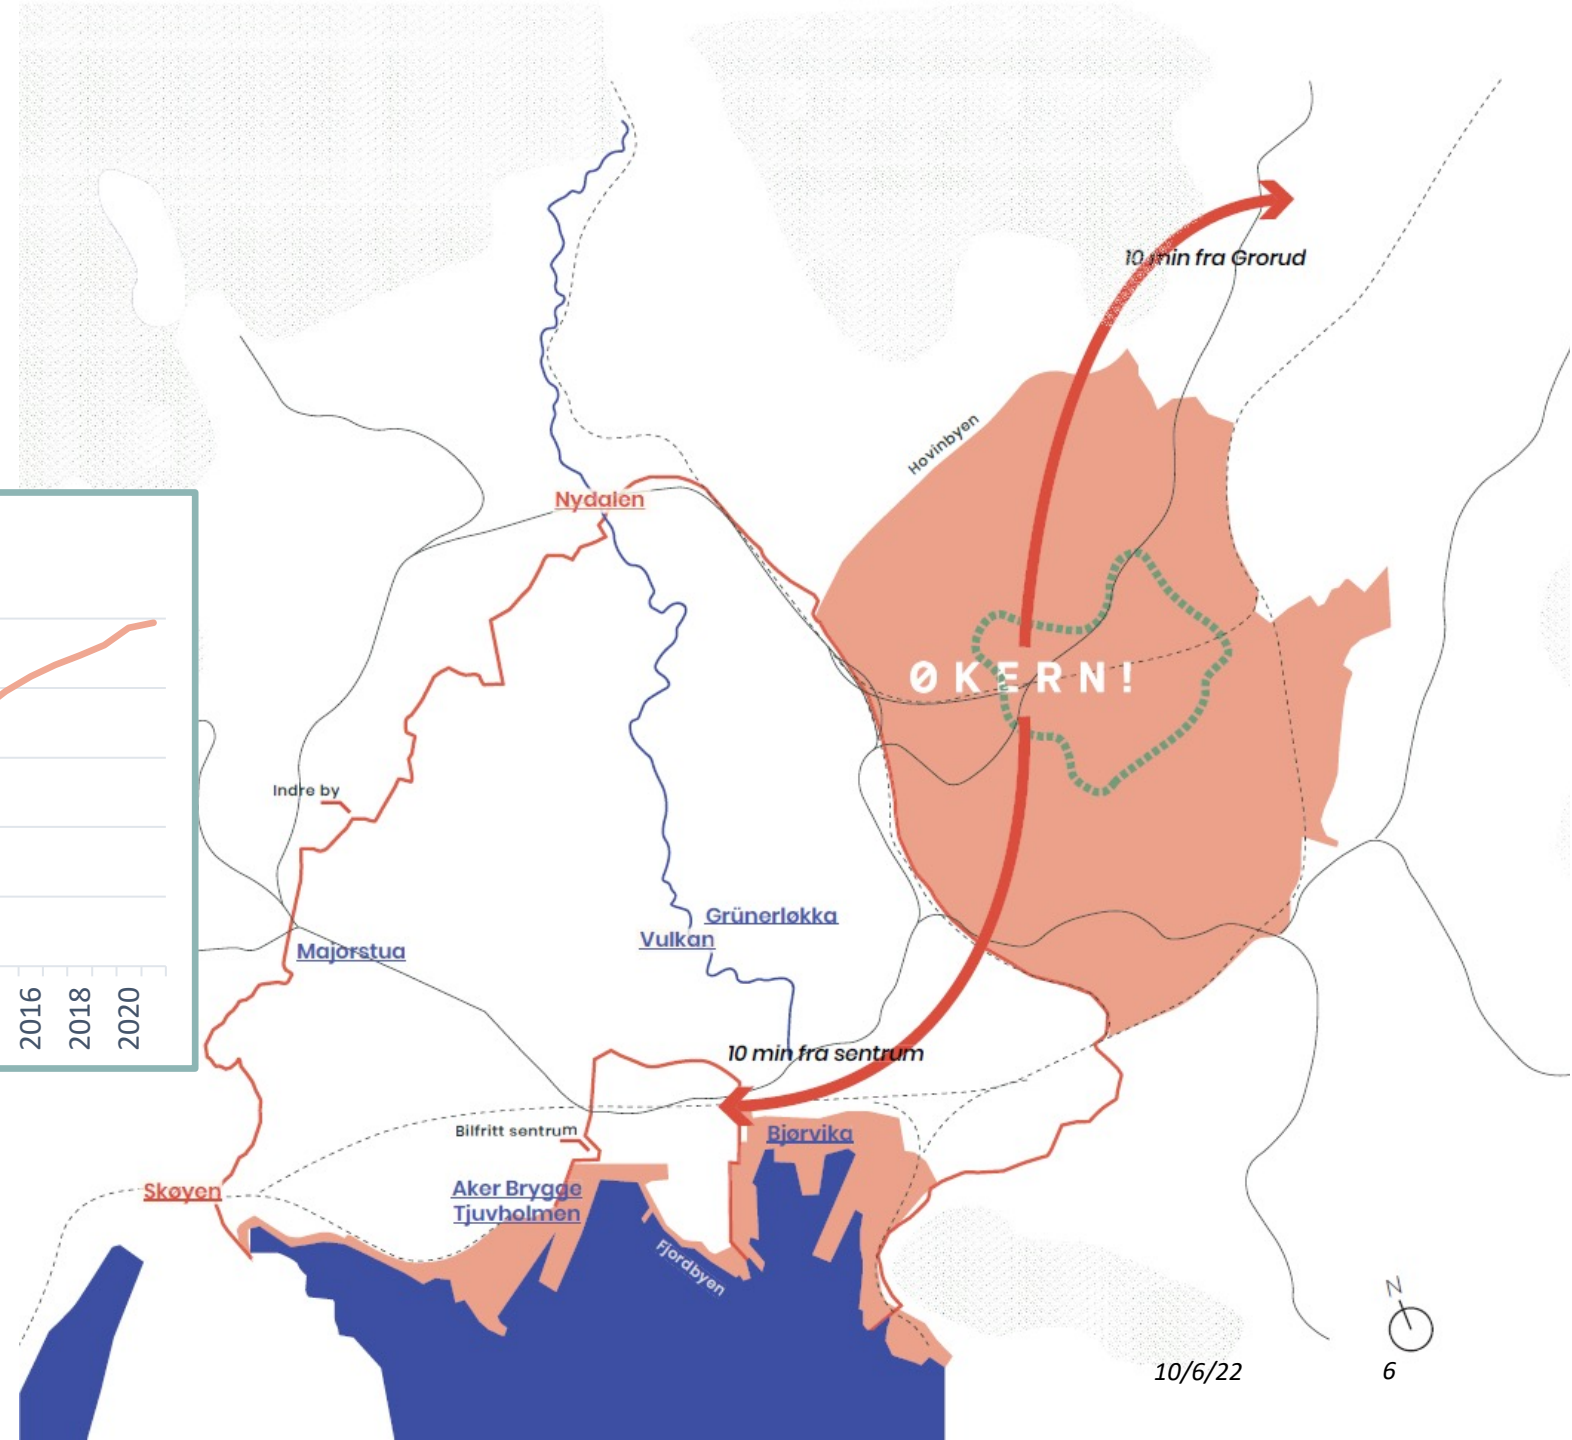 10 min fra Grorud
Hovinbyen
Nydalen
ØKERN!
Indre by
Grünerløkka
Vulkan
Majorstua
2016
2018
2020
10 min fra sentrum
Bilfritt sentrum
Bjørvika
Skøyen
Aker Brygge
Tjuvholmen
Fjordbyen
N
10/6/22
6